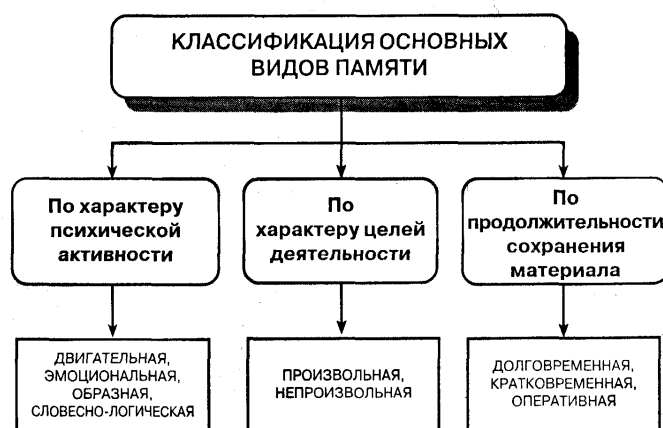 КЛАССИФИКАЦИЯ ОСНОВНЫХ
ВИДОВ ПАМЯТИ
По характеру
психической
активности
По
характеру целей
деятельности
По
продолжительности
сохранения
материала
ДВИГАТЕЛЬНАЯ,
ЭМОЦИОНАЛЬНАЯ,
ОБРАЗНАЯ,
СЛОВЕСНО-ЛОГИЧЕСКАЯ
ПРОИЗВОЛЬНАЯ,
НЕПРОИЗВОЛЬНАЯ
ДОЛГОВРЕМЕННАЯ,
КРАТКОВРЕМЕННАЯ,
ОПЕРАТИВНАЯ